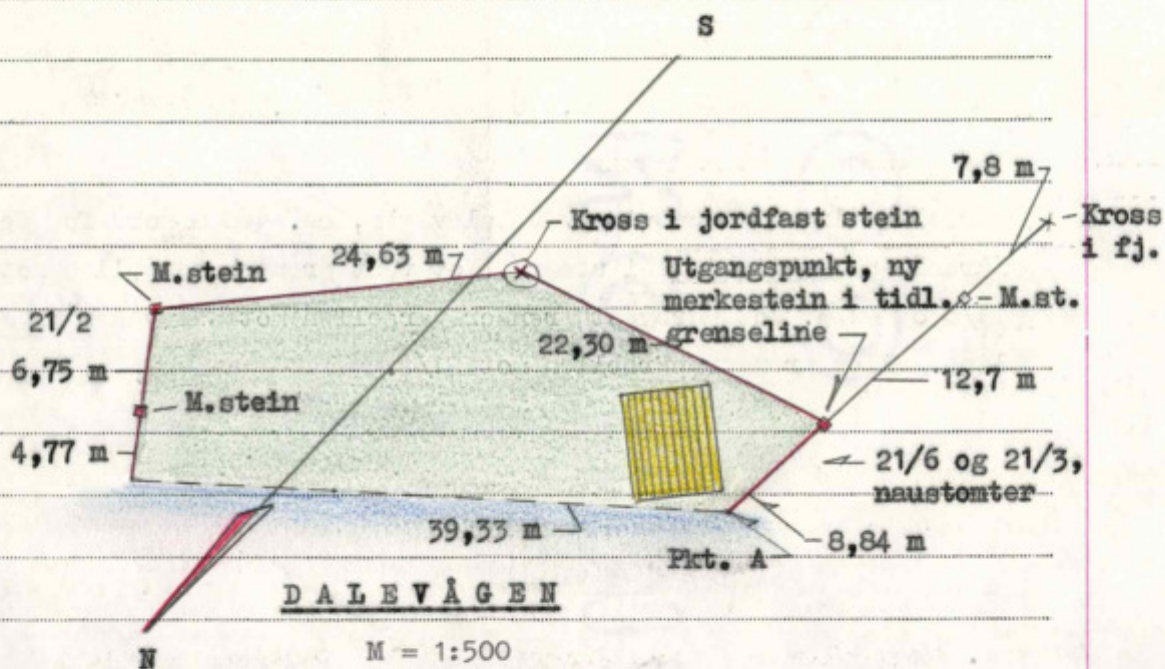 S
7,8 m
Kross i jordfast stein
Kross
i fj.
24,63 m
M.stein
Utgangspunkt, ny
merkestein i tidl.
grenseline
M.st.
21/2
22,30 m
6,75 m
12,7 m
M.stein
4,77 m
21/6 og 21/3,
naustomter
39,33 m
8,84 m
Pkt. A
DALEVÅGEN
M = 1:500
N